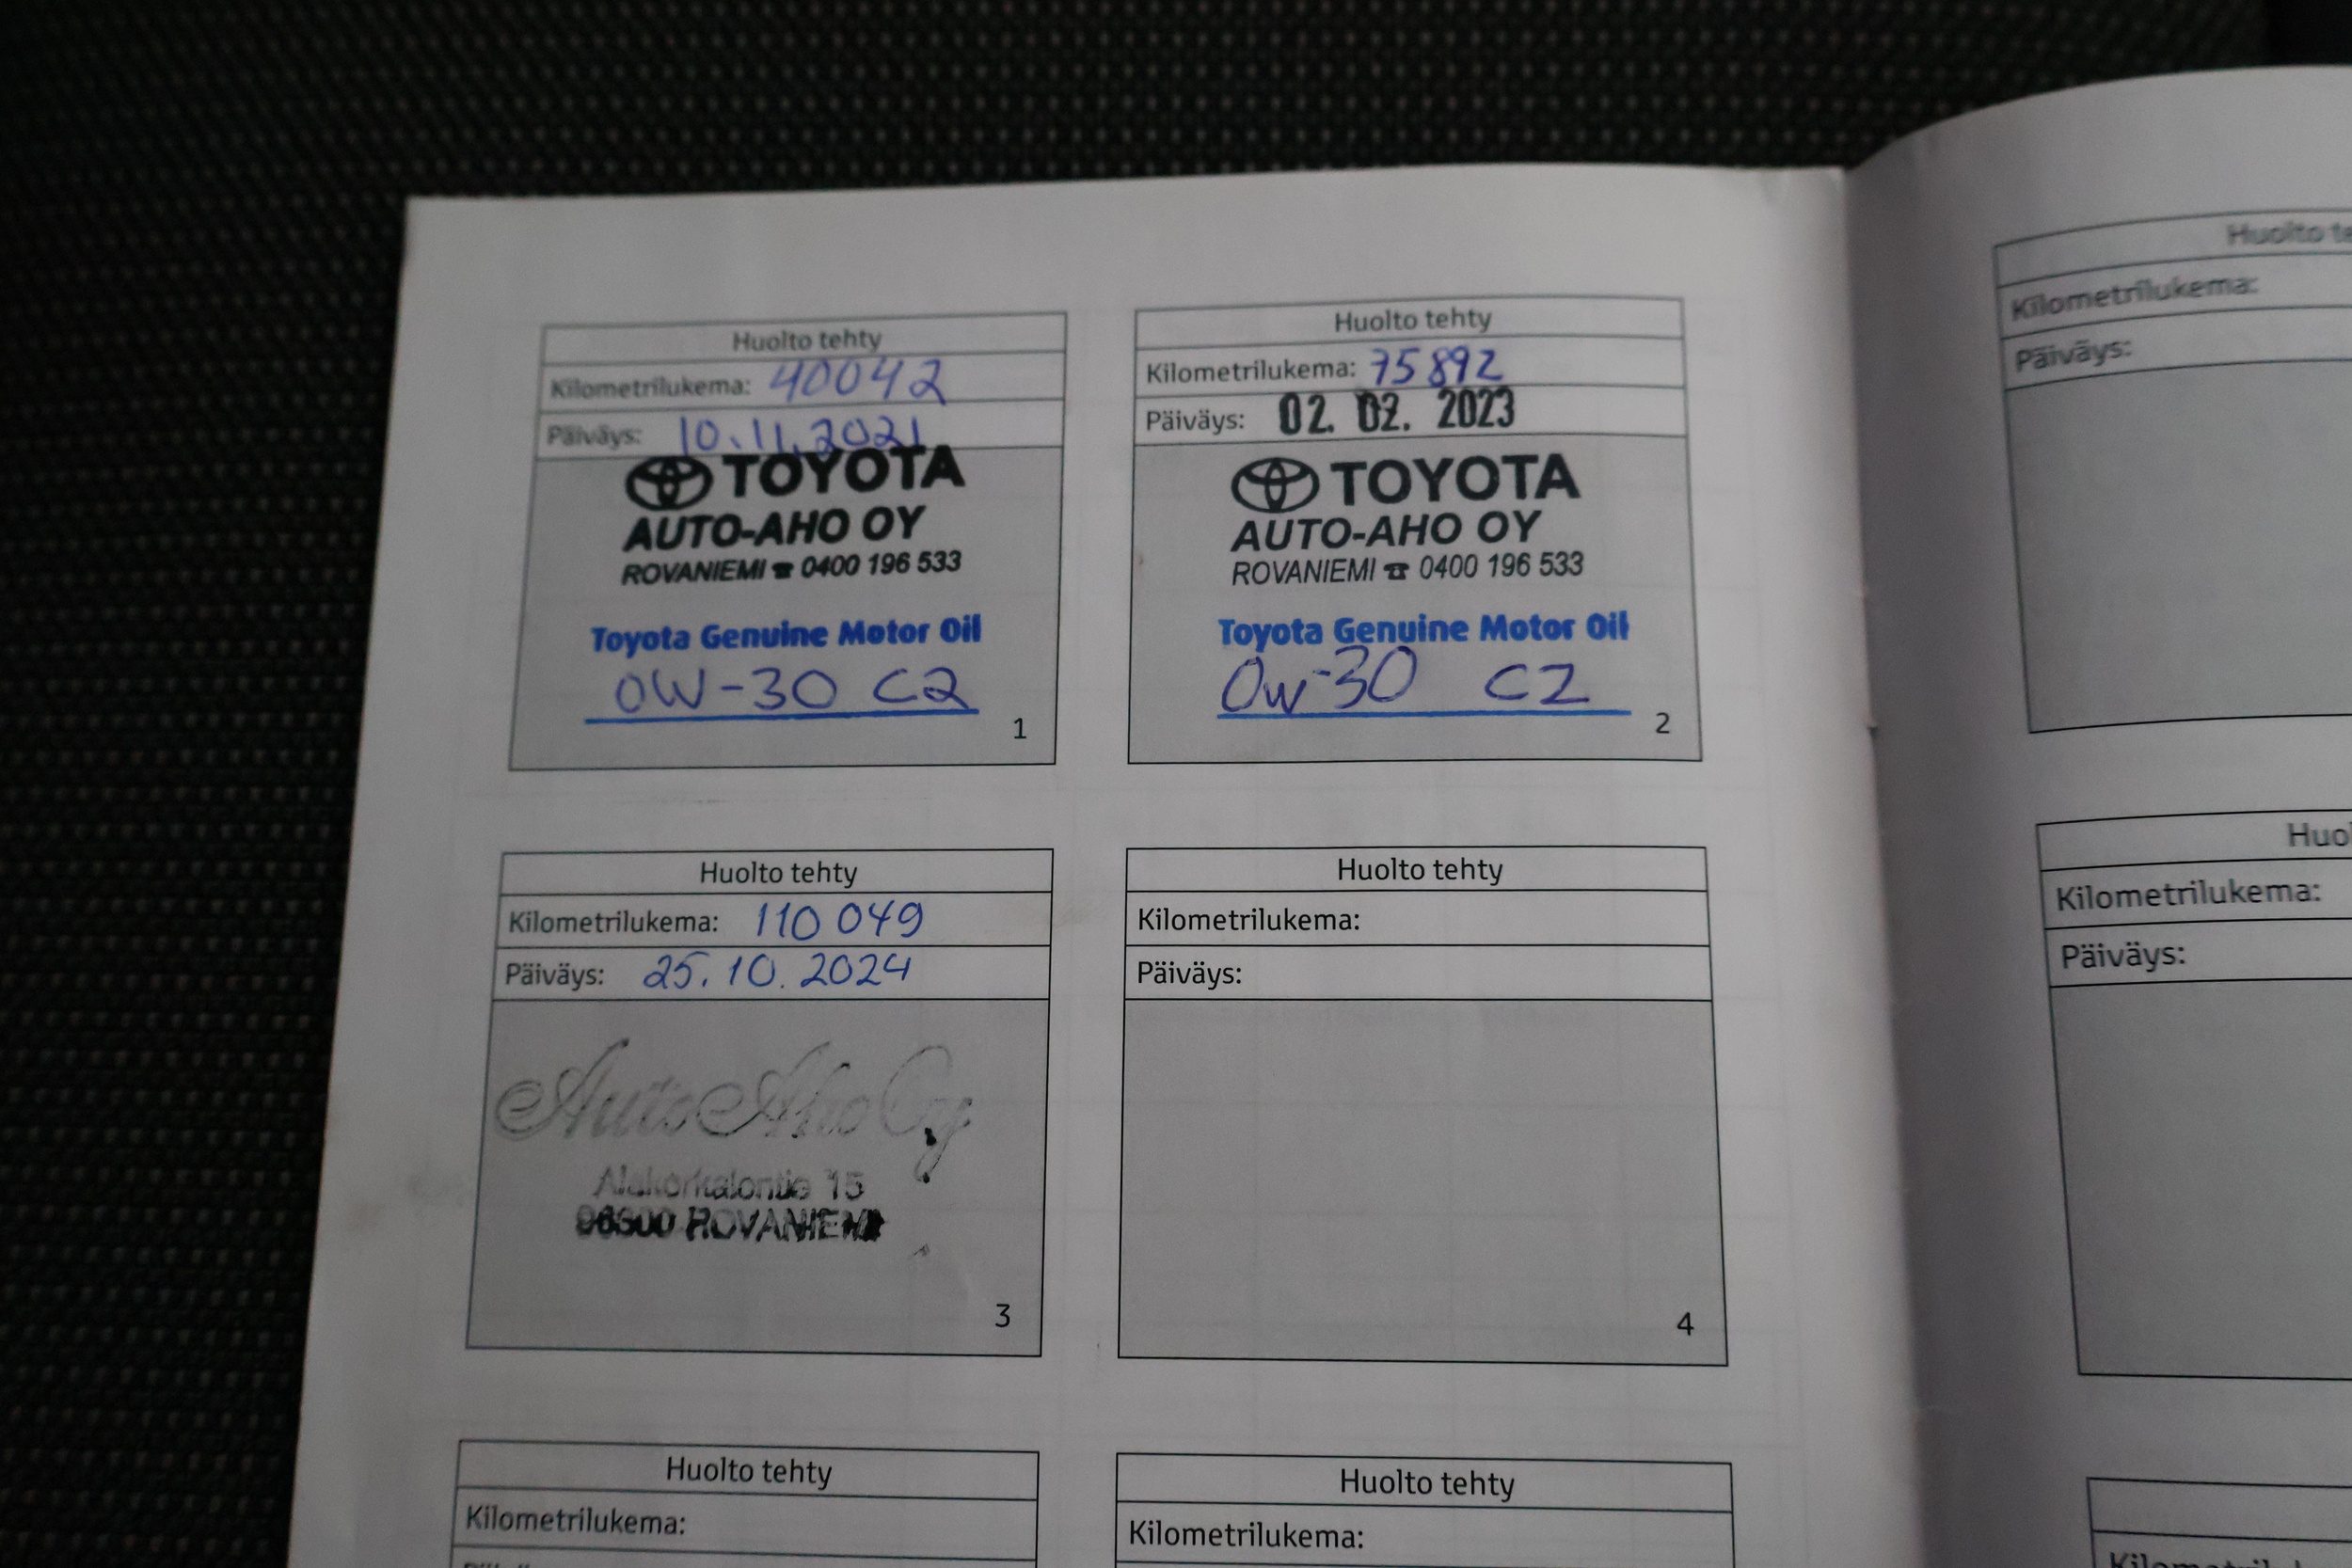 Huolto tehty
Kilometrilukema: 40042
Päiväys: 10.11.2021
TOYOTA
AUTO-AHO OY
ROVANIEMI ☎ 0400 196 533
Toyota Genuine Motor Oil
0W-30 C2
1
Huolto tehty
Kilometrilukema: 75892
Päiväys: 02. 02. 2023
TOYOTA
AUTO-AHO OY
ROVANIEMI ☎ 0400 196 533
Toyota Genuine Motor Oil
0w-30 C2
2
Huolto tehty
Kilometrilukema: 110 049
Päiväys: 25.10.2024
Auto Aho Oy
Alakorkalontie 15
96300 ROVANIEMI
3
Huolto tehty
Kilometrilukema:
Päiväys:
4
Huolto tehty
Kilometrilukema:
Huolto tehty
Kilometrilukema:
Huolto te
Kilometrilukema:
Päiväys:
Huol
Kilometrilukema:
Päiväys: